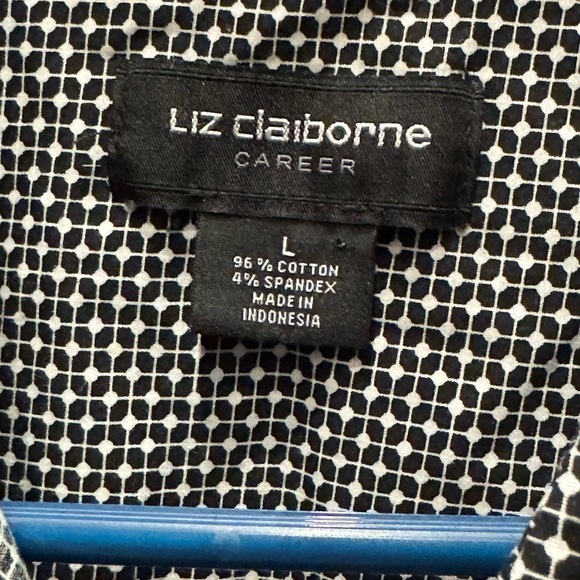 Liz claiborne
CAREER
L
96% COTTON
4% SPANDEX
MADE IN
INDONESIA